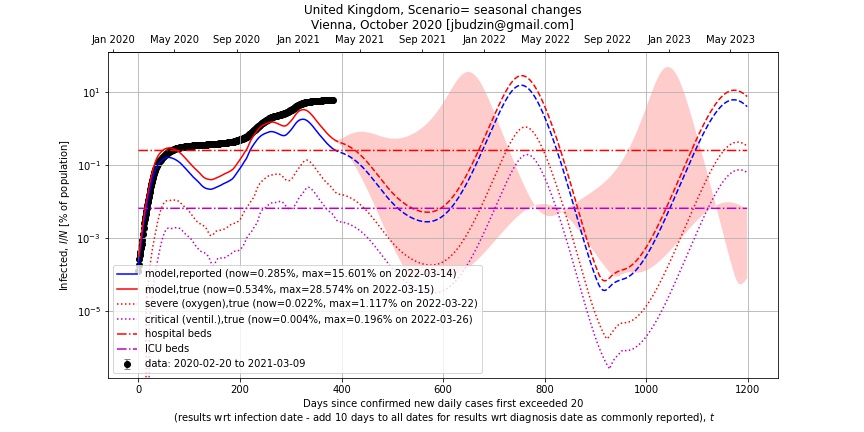 United Kingdom, Scenario= seasonal changes
Vienna, October 2020 [jbudzin@gmail.com]
Jan 2020 May 2020 Sep 2020 Jan 2021 May 2021 Sep 2021 Jan 2022 May 2022 Sep 2022 Jan 2023 May 2023
10¹
10⁻¹
10⁻³
10⁻⁵
Infected, I/N [% of population]
model,reported (now=0.285%, max=15.601% on 2022-03-14)
model,true (now=0.534%, max=28.574% on 2022-03-15)
severe (oxygen),true (now=0.022%, max=1.117% on 2022-03-22)
critical (ventil.),true (now=0.004%, max=0.196% on 2022-03-26)
hospital beds
ICU beds
data: 2020-02-20 to 2021-03-09
0 200 400 600 800 1000 1200
Days since confirmed new daily cases first exceeded 20
(results wrt infection date - add 10 days to all dates for results wrt diagnosis date as commonly reported), t